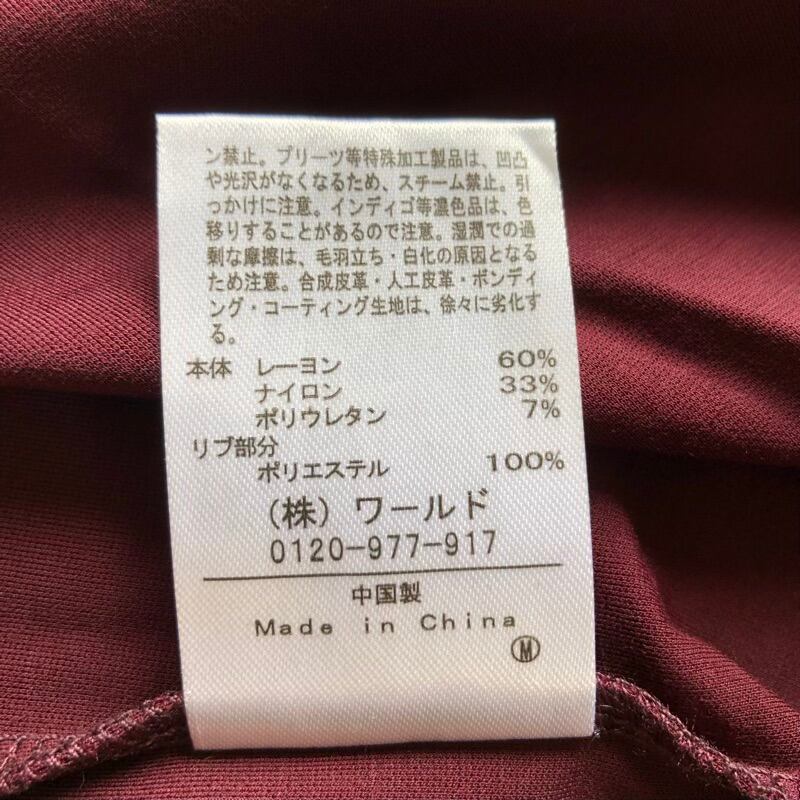 ン禁止。プリーツ等特殊加工製品は、凹凸
や光沢がなくなるため、スチーム禁止。引
っかけに注意。インディゴ等濃色品は、色
移りすることがあるので注意。湿潤での過
剰な摩擦は、毛羽立ち・白化の原因となる
ため注意。合成皮革・人工皮革・ボンディ
ング・コーティング生地は、徐々に劣化す
る。
本体 レーヨン 60%
ナイロン 33%
ポリウレタン 7%
リブ部分
ポリエステル 100%
(株) ワールド
0120-977-917
中国製
Made in China
Ⓜ